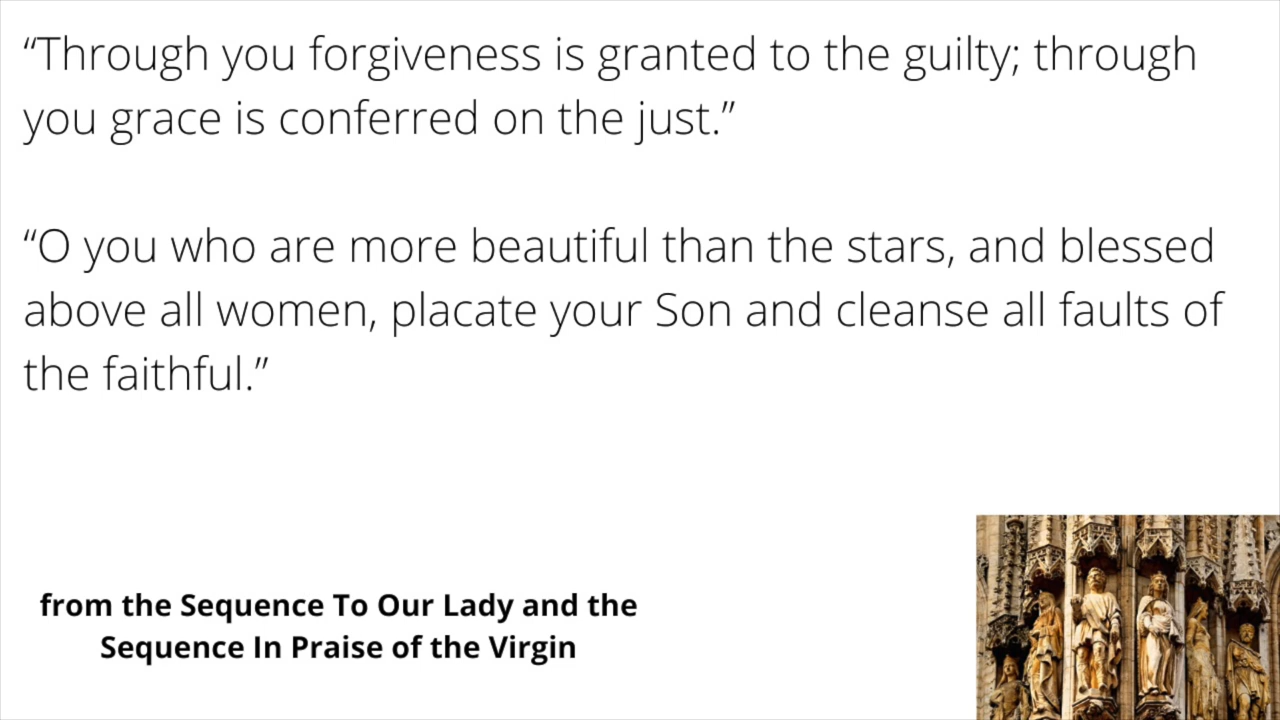 “Through you forgiveness is granted to the guilty; through
you grace is conferred on the just.”
“O you who are more beautiful than the stars, and blessed
above all women, placate your Son and cleanse all faults of
the faithful.”
from the Sequence To Our Lady and the
Sequence In Praise of the Virgin